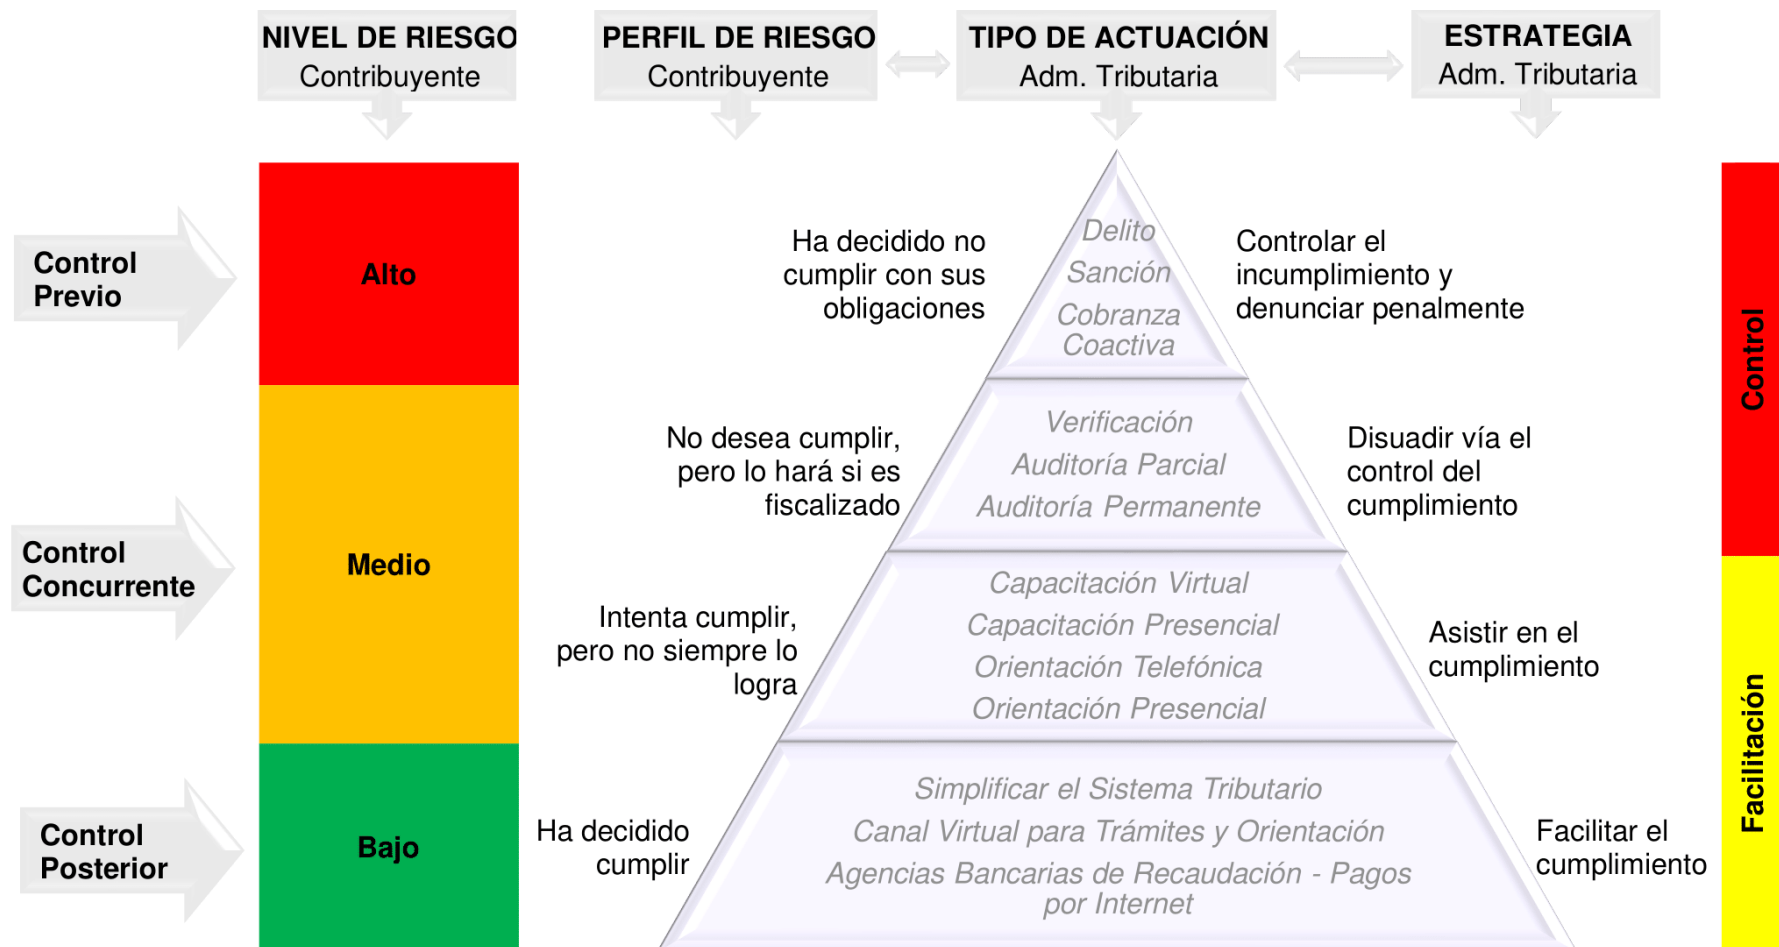 NIVEL DE RIESGO
Contribuyente
PERFIL DE RIESGO
Contribuyente
TIPO DE ACTUACIÓN
Adm. Tributaria
ESTRATEGIA
Adm. Tributaria
Control
Previo
Alto
Ha decidido no
cumplir con sus
obligaciones
Delito
Sanción
Cobranza
Coactiva
Controlar el
incumplimiento y
denunciar penalmente
Control
No desea cumplir,
pero lo hará si es
fiscalizado
Verificación
Auditoría Parcial
Auditoría Permanente
Disuadir vía el
control del
cumplimiento
Control
Concurrente
Medio
Intenta cumplir,
pero no siempre lo
logra
Capacitación Virtual
Capacitación Presencial
Orientación Telefónica
Orientación Presencial
Asistir en el
cumplimiento
Facilitación
Control
Posterior
Bajo
Ha decidido
cumplir
Simplificar el Sistema Tributario
Canal Virtual para Trámites y Orientación
Agencias Bancarias de Recaudación - Pagos
por Internet
Facilitar el
cumplimiento